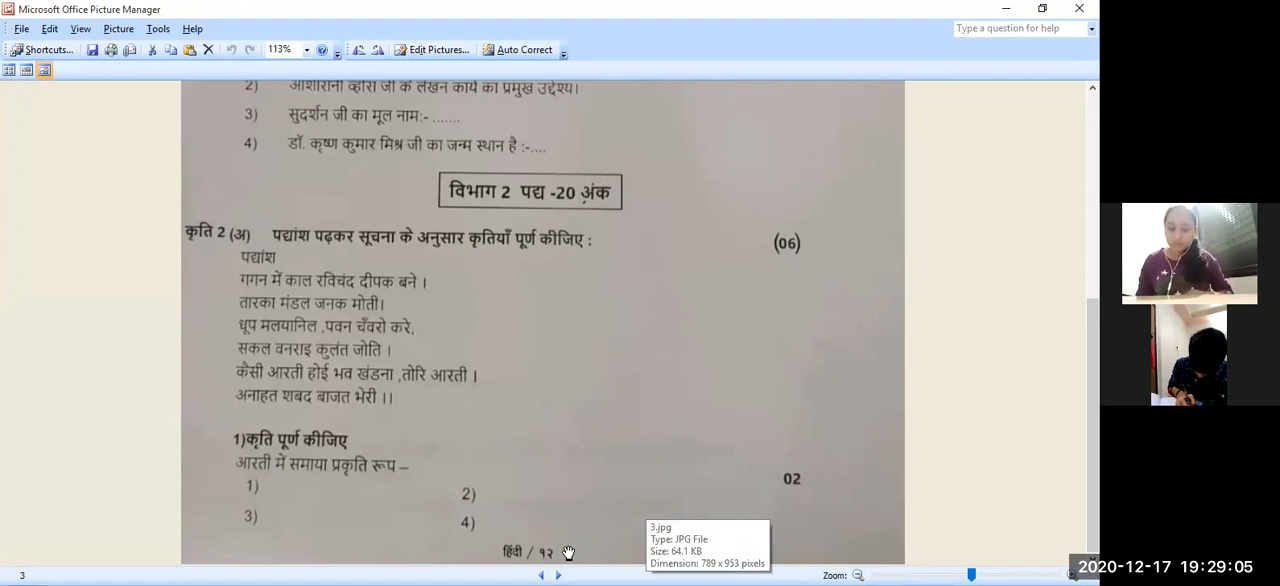 Microsoft Office Picture Manager
File Edit View Picture Tools Help
Type a question for help
Shortcuts... 113% Edit Pictures... Auto Correct
2) आशारानी व्होरा जी के लेखन कार्य का प्रमुख उद्देश्य।
3) सुदर्शन जी का मूल नाम:- .......
4) डॉ. कृष्ण कुमार मिश्र जी का जन्म स्थान है :-....
विभाग 2 पद्य -20 अंक
कृति 2 (अ) पद्यांश पढ़कर सूचना के अनुसार कृतियाँ पूर्ण कीजिए : (06)
पद्यांश
गगन में काल रविचंद दीपक बने ।
तारका मंडल जनक मोती।
धूप मलयानिल ,पवन चँवरो करे,
सकल वनराइ कुलंत जोति ।
कैसी आरती होई भव खंडना ,तोरि आरती ।
अनाहत शबद बाजत भेरी ।।
1)कृति पूर्ण कीजिए
आरती में समाया प्रकृति रूप – 02
1) 2)
3) 4)
हिंदी / १२
3.jpg
Type: JPG File
Size: 64.1 KB
Dimension: 789 x 953 pixels
3 Zoom:
2020-12-17 19:29:05